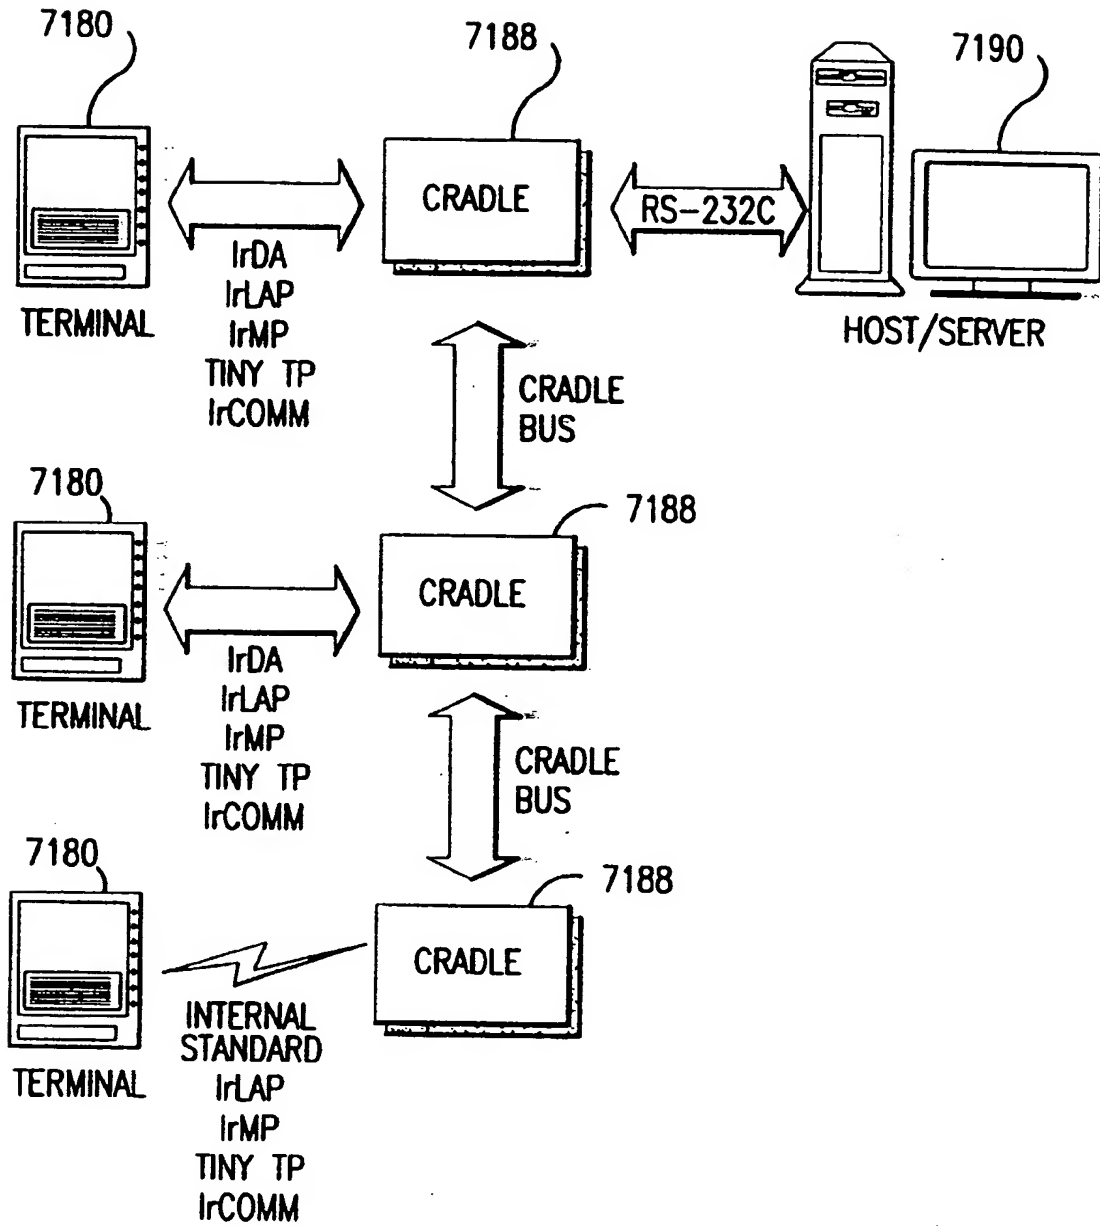 7180
7188
7190
CRADLE
RS-232C
IrDA
IrLAP
IrMP
TINY TP
IrCOMM
TERMINAL
HOST/SERVER
CRADLE
BUS
7180
7188
CRADLE
IrDA
IrLAP
IrMP
TINY TP
IrCOMM
TERMINAL
CRADLE
BUS
7180
7188
CRADLE
INTERNAL
STANDARD
IrLAP
IrMP
TINY TP
IrCOMM
TERMINAL